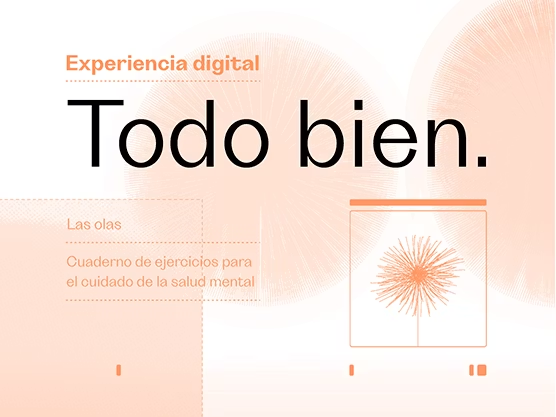 Experiencia digital
Todo bien.
Las olas
Cuaderno de ejercicios para
el cuidado de la salud mental